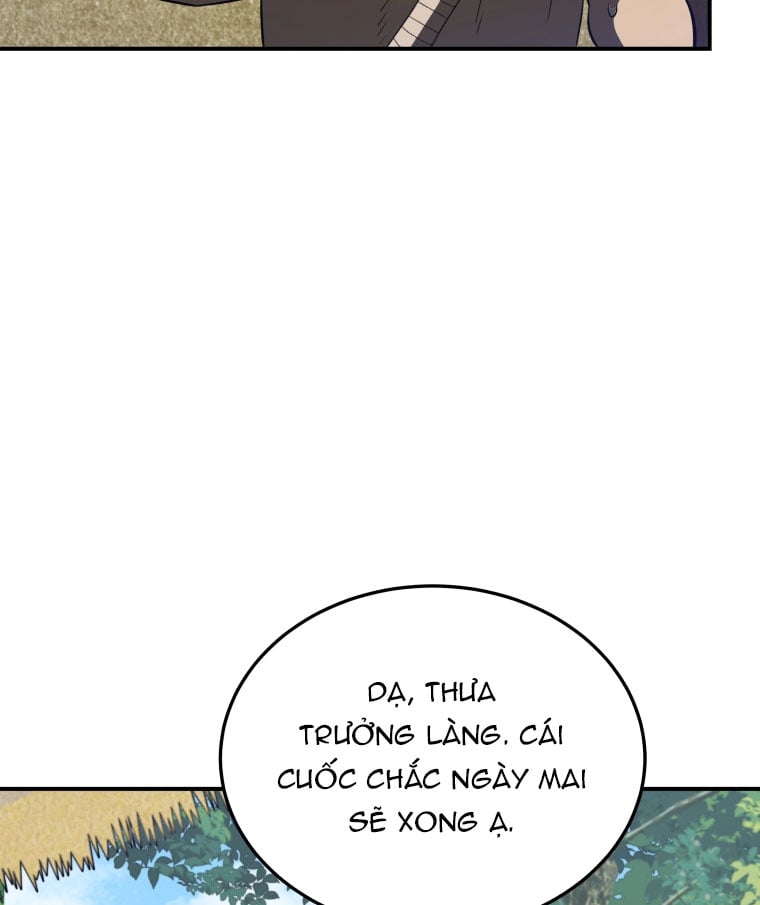 DẠ, THƯA
TRƯỞNG LÀNG. CÁI
CUỐC CHẮC NGÀY MAI
SẼ XONG Ạ.